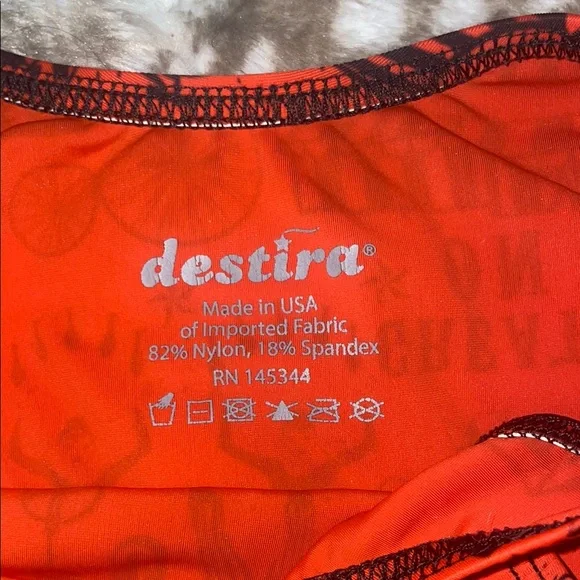 destira®
Made in USA
of Imported Fabric
82% Nylon, 18% Spandex
RN 145344